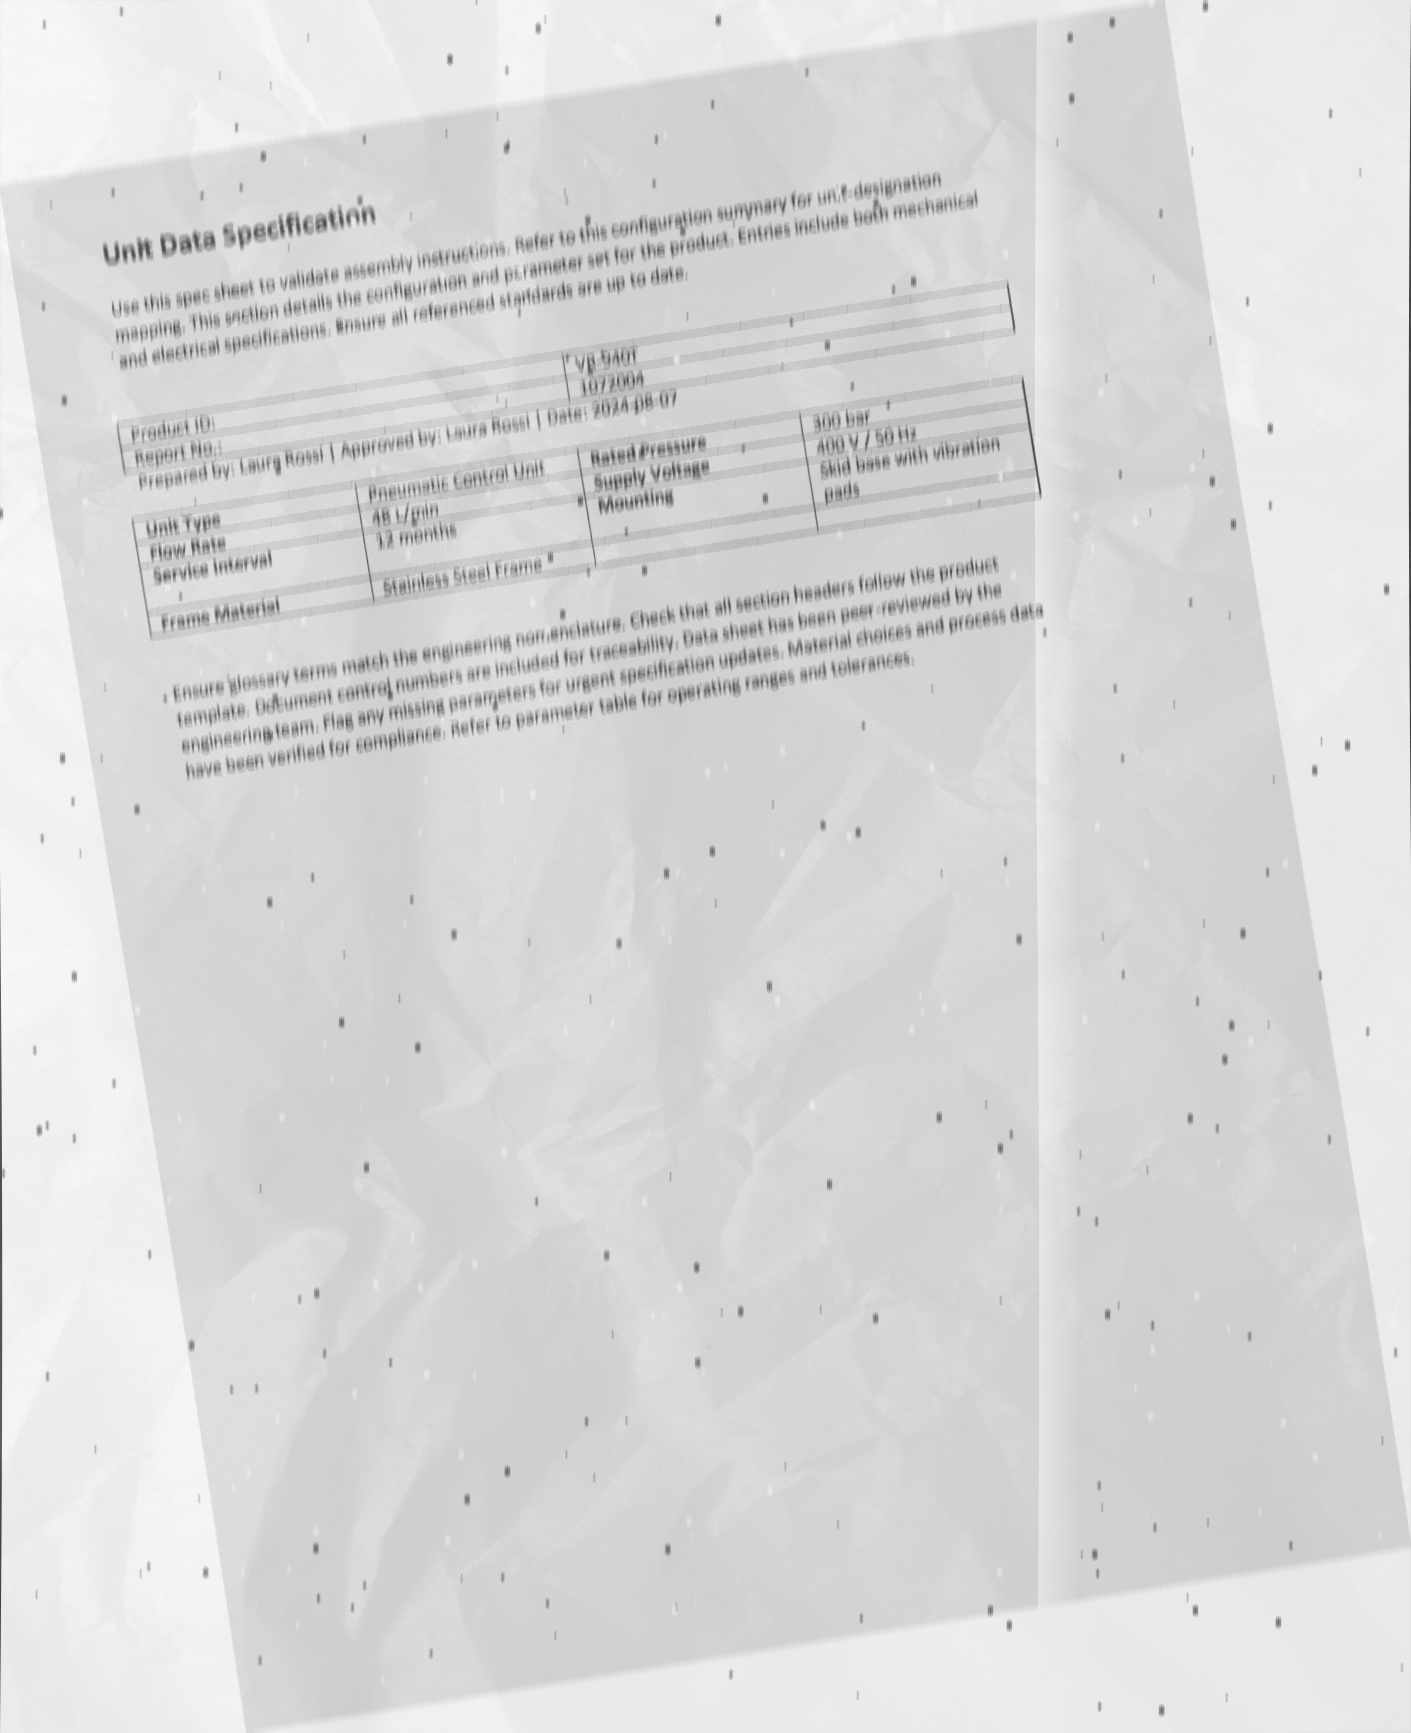 Unit Data Specification
Use this spec sheet to validate assembly instructions. Refer to this configuration summary for unit-designation
mapping. This section details the configuration and parameter set for the product. Entries include both mechanical
and electrical specifications. Ensure all referenced standards are up to date.
Product ID: VB-940T
Report No.: 1072004
Prepared by: Laura Rossi | Approved by: Laura Rossi | Date: 2024-08-07
Unit Type Pneumatic Control Unit Rated Pressure 300 bar
Flow Rate 48 L/min Supply Voltage 400 V / 50 Hz
Service Interval 12 months Mounting Skid base with vibration
pads
Frame Material Stainless Steel Frame
Ensure glossary terms match the engineering nomenclature. Check that all section headers follow the product
template. Document control numbers are included for traceability. Data sheet has been peer-reviewed by the
engineering team. Flag any missing parameters for urgent specification updates. Material choices and process data
have been verified for compliance. Refer to parameter table for operating ranges and tolerances.